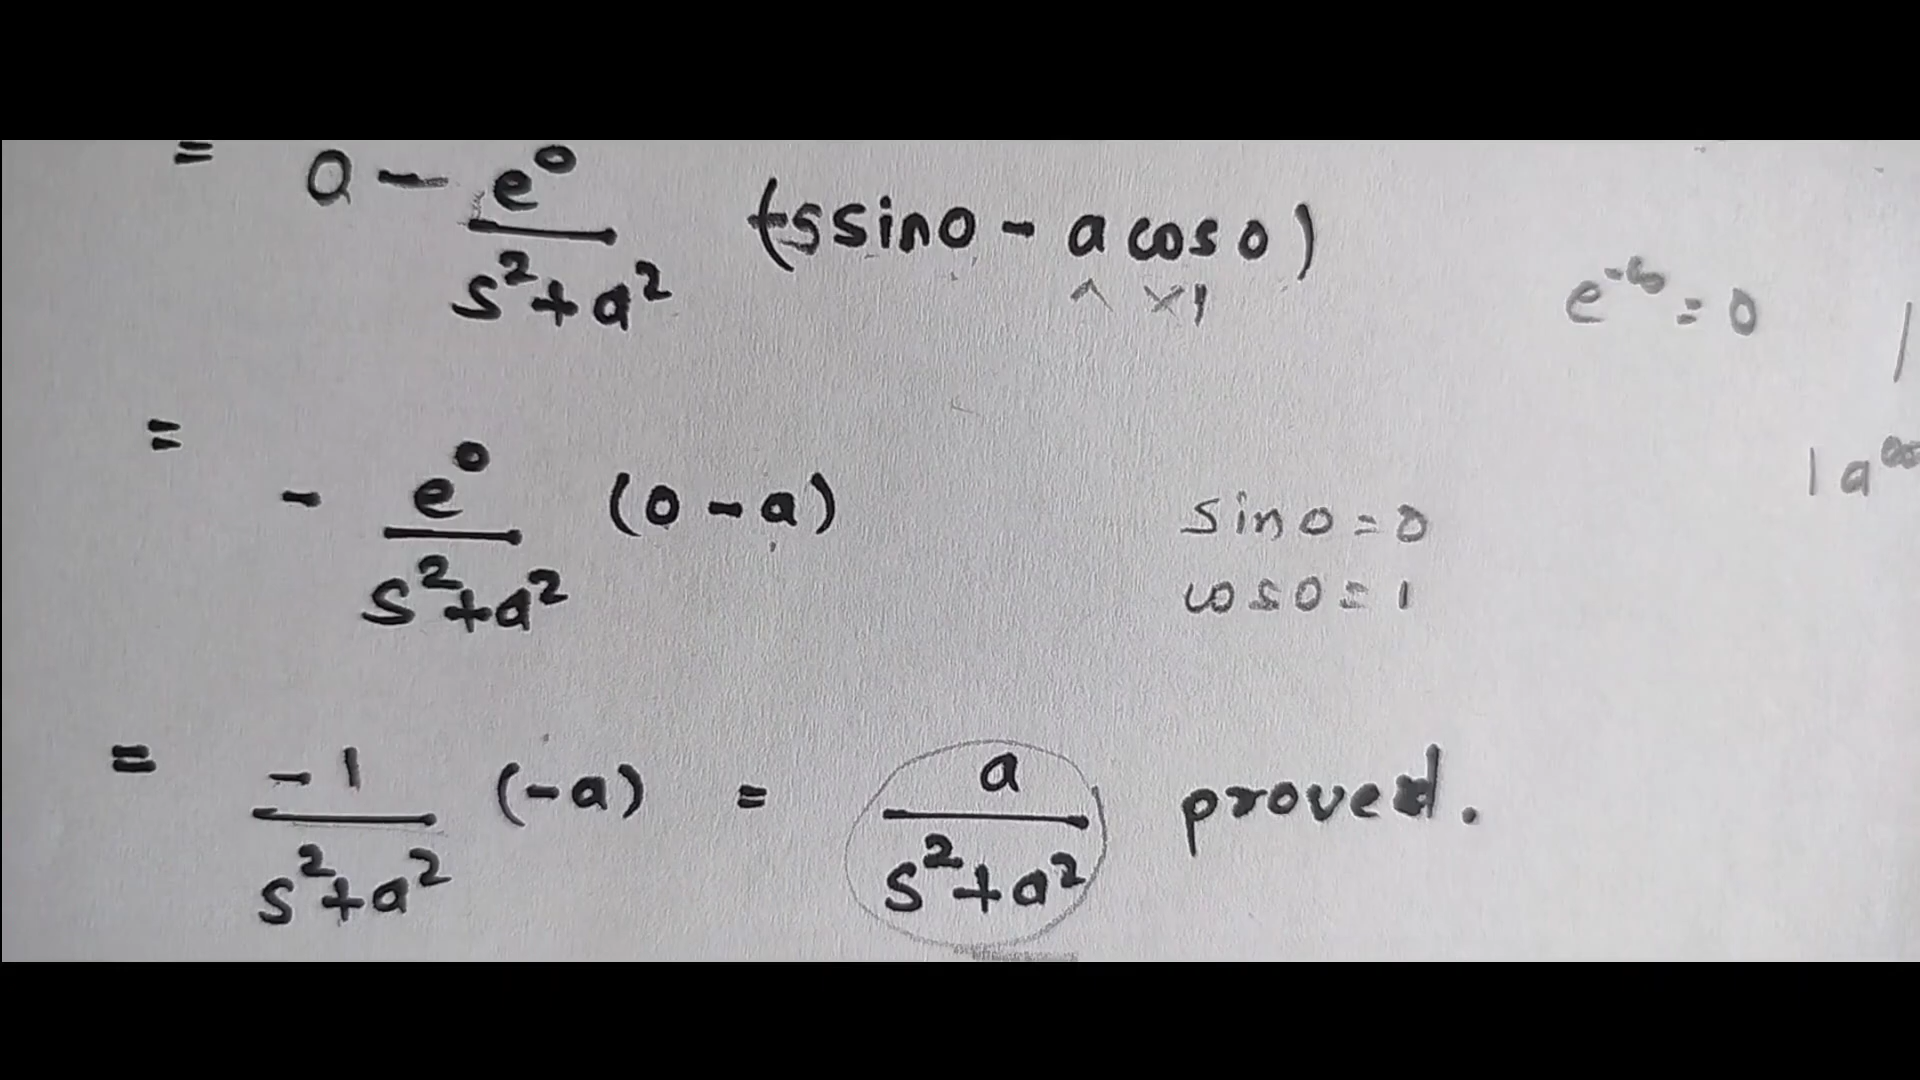 = 0 - e⁰/(s²+a²) (-s sin0 - a cos0)
x1
e^-∞ = 0
= - e⁰/(s²+a²) (0-a)
sin0 = 0
cos0 = 1
= -1/(s²+a²) (-a) = a/(s²+a²) proved.